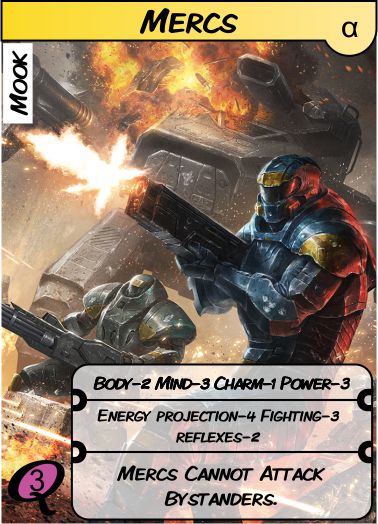 Mercs
α
Mook
Body-2 Mind-3 Charm-1 Power-3
Energy projection-4 Fighting-3
reflexes-2
3
Mercs Cannot Attack
Bystanders.